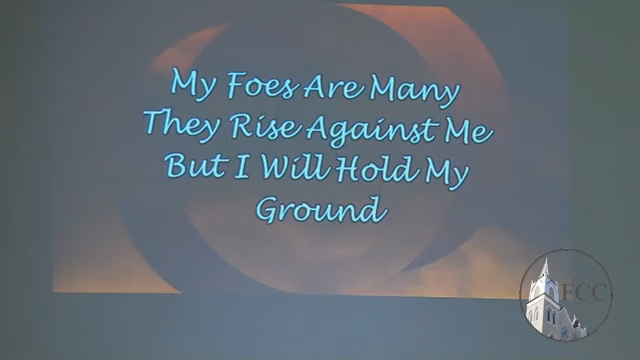 My Foes Are Many
They Rise Against Me
But I Will Hold My
Ground
FCC